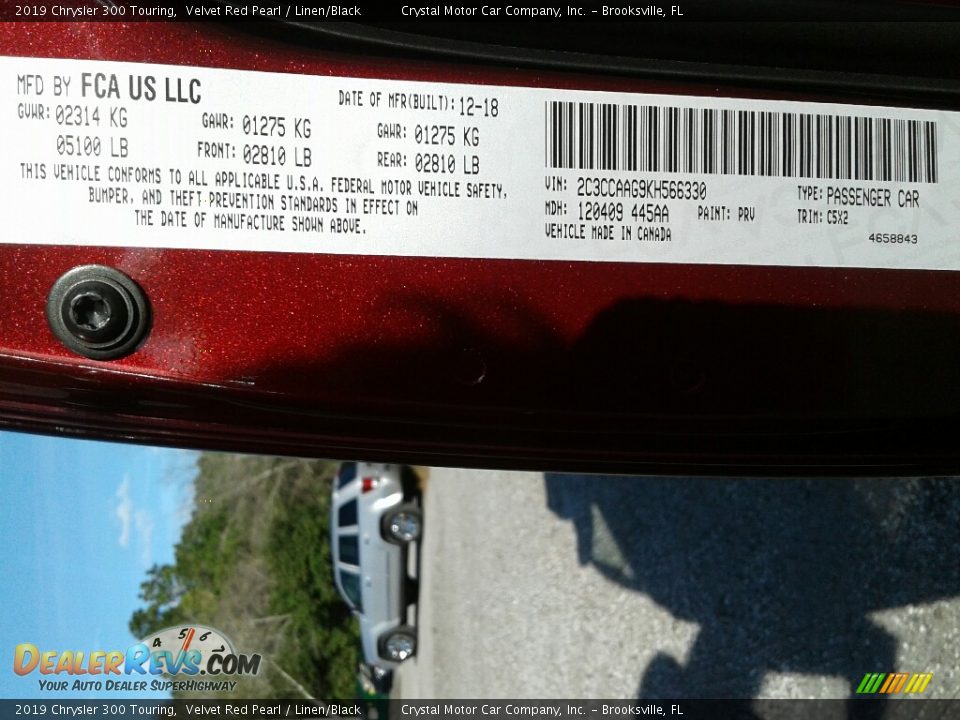 2019 Chrysler 300 Touring, Velvet Red Pearl / Linen/Black Crystal Motor Car Company, Inc. - Brooksville, FL
MFD BY FCA US LLC
DATE OF MFR(BUILT): 12-18
GVWR: 02314 KG
GAWR: 01275 KG
GAWR: 01275 KG
05100 LB
FRONT: 02810 LB
REAR: 02810 LB
THIS VEHICLE CONFORMS TO ALL APPLICABLE U.S.A. FEDERAL MOTOR VEHICLE SAFETY,
BUMPER, AND THEFT PREVENTION STANDARDS IN EFFECT ON
THE DATE OF MANUFACTURE SHOWN ABOVE.
VIN: 2C3CCAAG9KH566330
TYPE: PASSENGER CAR
MDH: 120409 445AA PAINT: PRV
TRIM: C5X2
VEHICLE MADE IN CANADA
4658843
4 5 6
DEALERREVS.COM
YOUR AUTO DEALER SUPERHIGHWAY
2019 Chrysler 300 Touring, Velvet Red Pearl / Linen/Black Crystal Motor Car Company, Inc. - Brooksville, FL